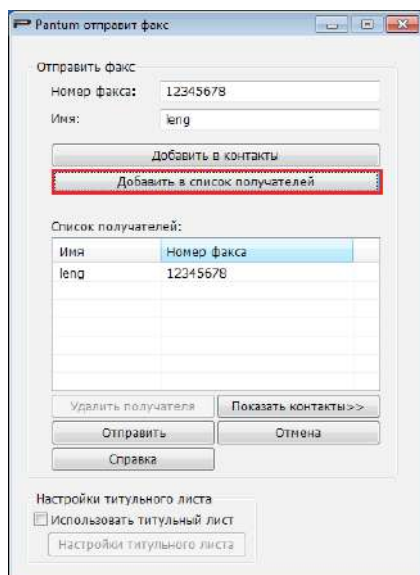 Pantum отправит факс
Отправить факс
Номер факса: 12345678
Имя: leng
Добавить в контакты
Добавить в список получателей
Список получателей:
Имя Номер факса
leng 12345678
Удалить получателя Показать контакты>>
Отправить Отмена
Справка
Настройки титульного листа
Использовать титульный лист
Настройки титульного листа